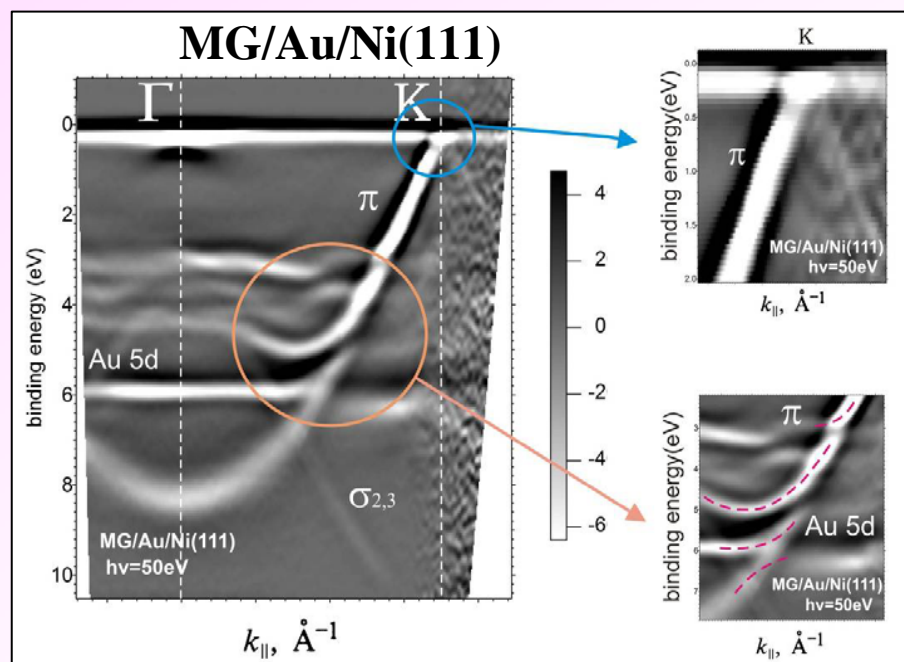 MG/Au/Ni(111)
Γ
K
0
2
4
6
8
10
binding energy (eV)
π
Au 5d
σ2,3
MG/Au/Ni(111)
hν=50eV
k||, Å⁻¹
4
2
0
-2
-4
-6
K
0.0
0.5
1.0
1.5
2.0
binding energy(eV)
π
MG/Au/Ni(111)
hν=50eV
k||, Å⁻¹
3
5
6
7
binding energy(eV)
π
Au 5d
MG/Au/Ni(111)
hν=50eV
k||, Å⁻¹